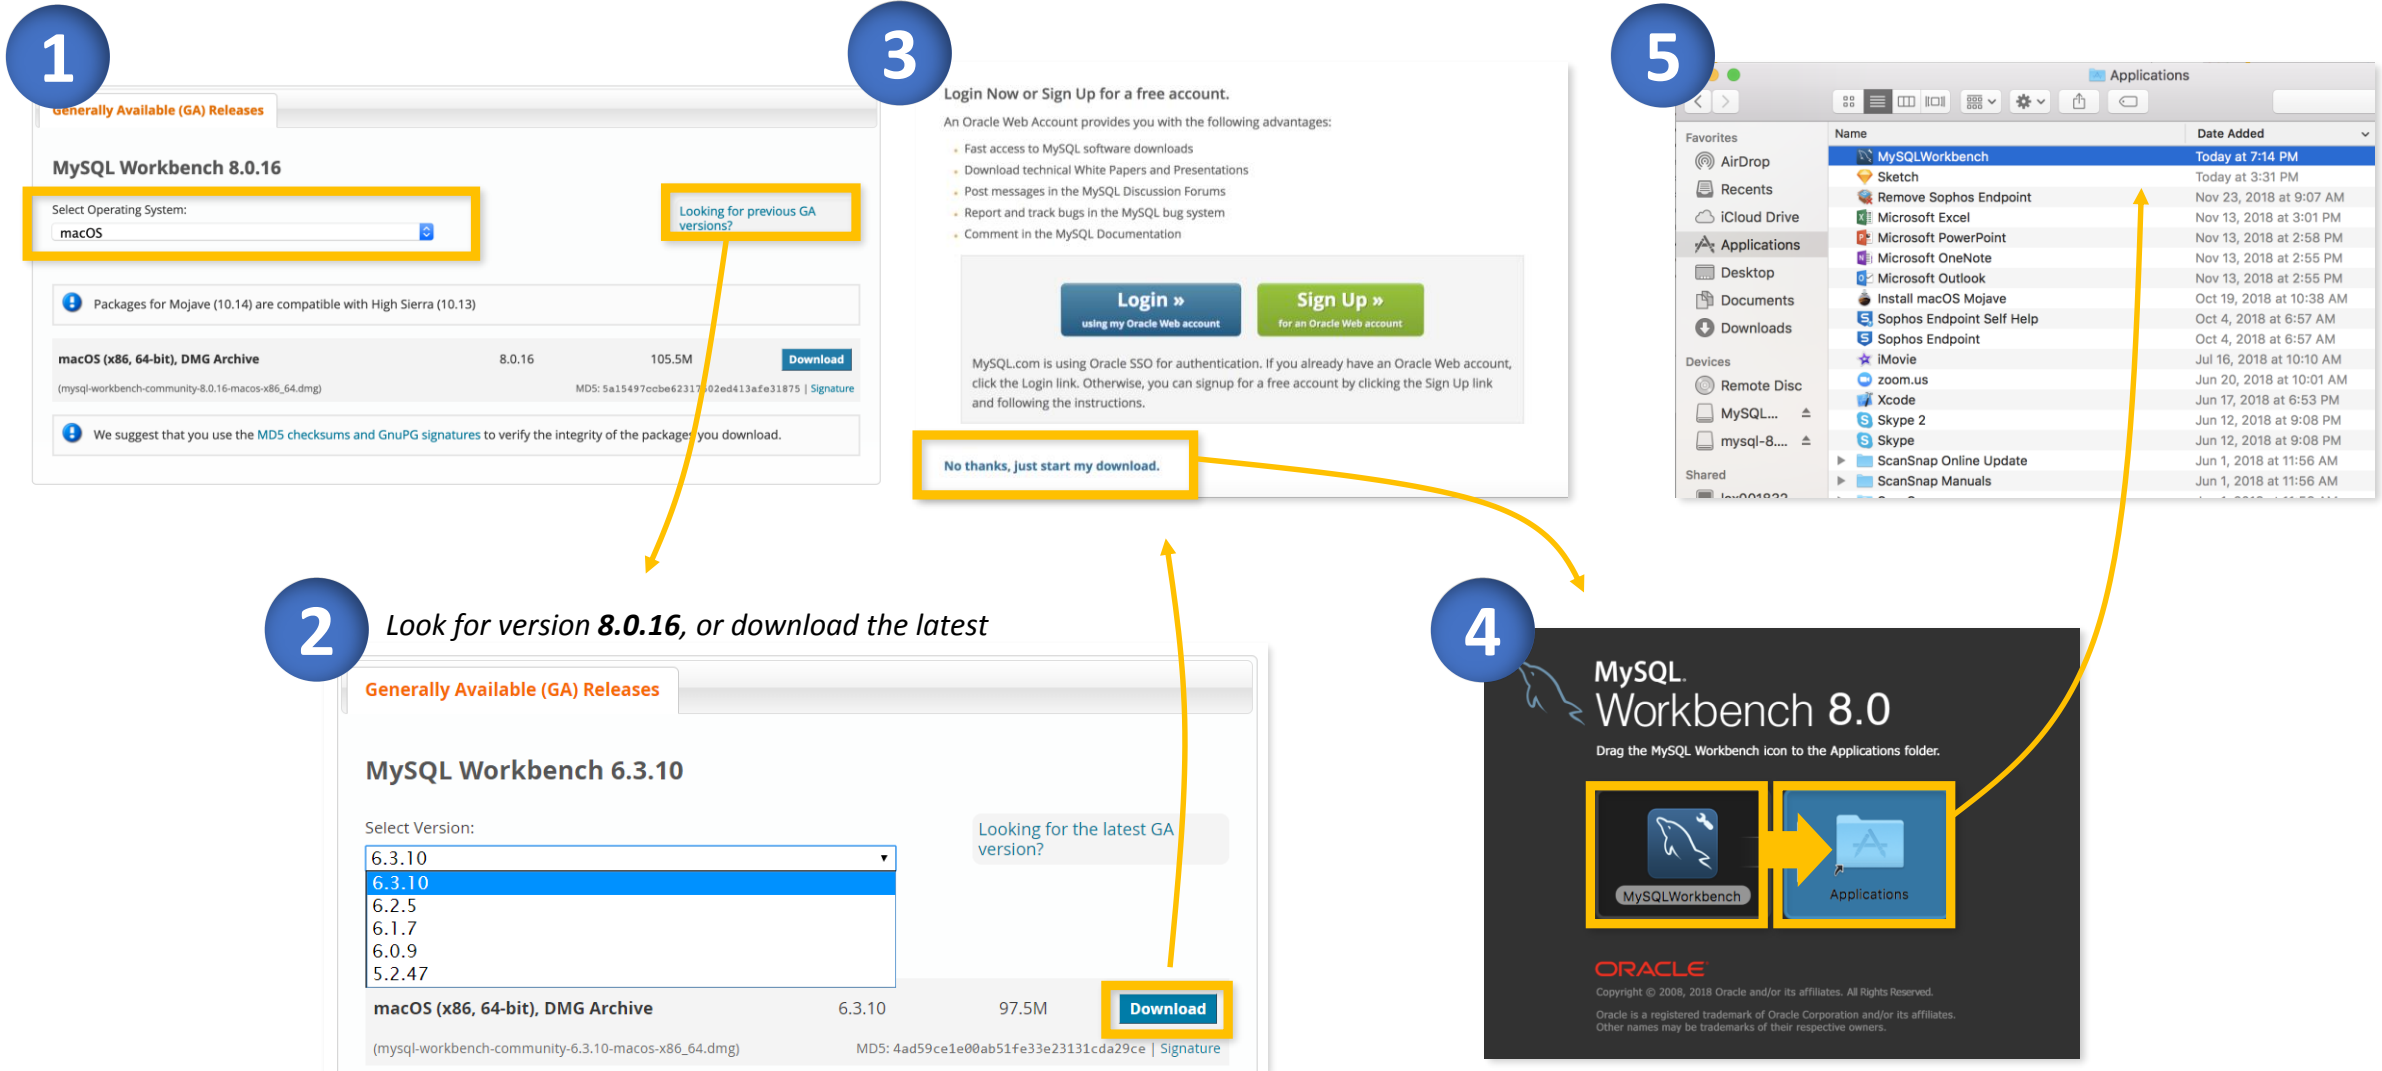 1
Generally Available (GA) Releases
MySQL Workbench 8.0.16
Select Operating System:
macOS
Looking for previous GA
versions?
Packages for Mojave (10.14) are compatible with High Sierra (10.13)
macOS (x86, 64-bit), DMG Archive 8.0.16 105.5M Download
(mysql-workbench-community-8.0.16-macos-x86_64.dmg) MD5: | Signature
We suggest that you use the MD5 checksums and GnuPG signatures to verify the integrity of the packages you download.
2
Look for version 8.0.16, or download the latest
Generally Available (GA) Releases
MySQL Workbench 6.3.10
Select Version:
6.3.10
6.3.10
6.2.5
6.1.7
6.0.9
5.2.47
Looking for the latest GA
version?
macOS (x86, 64-bit), DMG Archive 6.3.10 97.5M Download
(mysql-workbench-community-6.3.10-macos-x86_64.dmg) MD5: 4ad59ce1e00ab51fe33e23131cda29ce | Signature
3
Login Now or Sign Up for a free account.
An Oracle Web Account provides you with the following advantages:
Fast access to MySQL software downloads
Download technical White Papers and Presentations
Post messages in the MySQL Discussion Forums
Report and track bugs in the MySQL bug system
Comment in the MySQL Documentation
Login »
using my Oracle Web account
Sign Up »
for an Oracle Web account
MySQL.com is using Oracle SSO for authentication. If you already have an Oracle Web account,
click the Login link. Otherwise, you can signup for a free account by clicking the Sign Up link
and following the instructions.
No thanks, just start my download.
4
MySQL.
Workbench 8.0
Drag the MySQL Workbench icon to the Applications folder.
MySQLWorkbench
Applications
ORACLE
Copyright © 2008, 2018 Oracle and/or its affiliates. All Rights Reserved.
Oracle is a registered trademark of Oracle Corporation and/or its affiliates.
Other names may be trademarks of their respective owners.
5
Applications
Favorites
AirDrop
Recents
iCloud Drive
Applications
Desktop
Documents
Downloads
Devices
Remote Disc
MySQL...
mysql-8....
Shared
Name Date Added
MySQLWorkbench Today at 7:14 PM
Sketch Today at 3:31 PM
Remove Sophos Endpoint Nov 23, 2018 at 9:07 AM
Microsoft Excel Nov 13, 2018 at 3:01 PM
Microsoft PowerPoint Nov 13, 2018 at 2:58 PM
Microsoft OneNote Nov 13, 2018 at 2:55 PM
Microsoft Outlook Nov 13, 2018 at 2:55 PM
Install macOS Mojave Oct 19, 2018 at 10:38 AM
Sophos Endpoint Self Help Oct 4, 2018 at 6:57 AM
Sophos Endpoint Oct 4, 2018 at 6:57 AM
iMovie Jul 16, 2018 at 10:10 AM
zoom.us Jun 20, 2018 at 10:01 AM
Xcode Jun 17, 2018 at 6:53 PM
Skype 2 Jun 12, 2018 at 9:08 PM
Skype Jun 12, 2018 at 9:08 PM
ScanSnap Online Update Jun 1, 2018 at 11:56 AM
ScanSnap Manuals Jun 1, 2018 at 11:56 AM